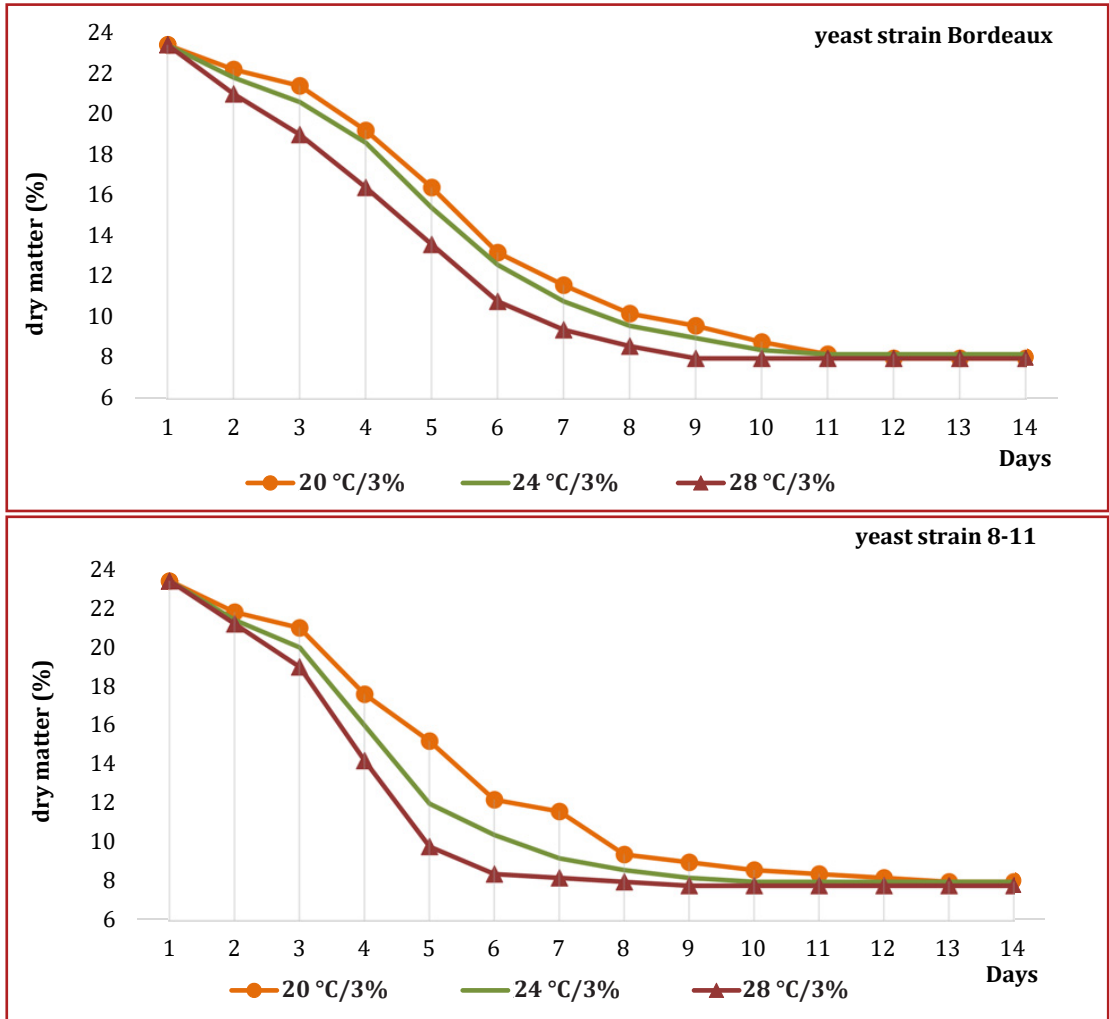 yeast strain Bordeaux
24
22
20
18
16
14
12
10
8
6
dry matter (%)
1 2 3 4 5 6 7 8 9 10 11 12 13 14
Days
20 °C/3% 24 °C/3% 28 °C/3%
yeast strain 8-11
24
22
20
18
16
14
12
10
8
6
dry matter (%)
1 2 3 4 5 6 7 8 9 10 11 12 13 14
Days
20 °C/3% 24 °C/3% 28 °C/3%